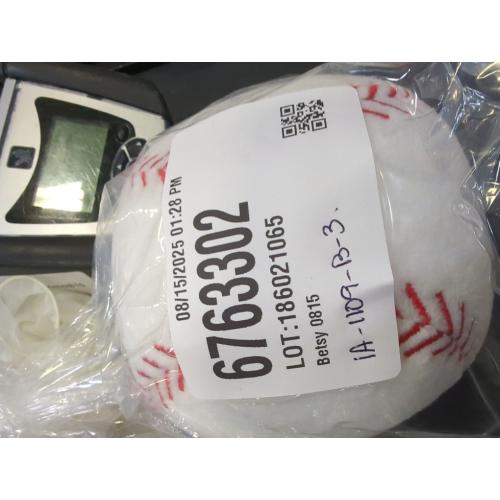 08/15/2025 01:28 PM
6763302
LOT:186021065
Betsy 0815
iA-1109-B-3.